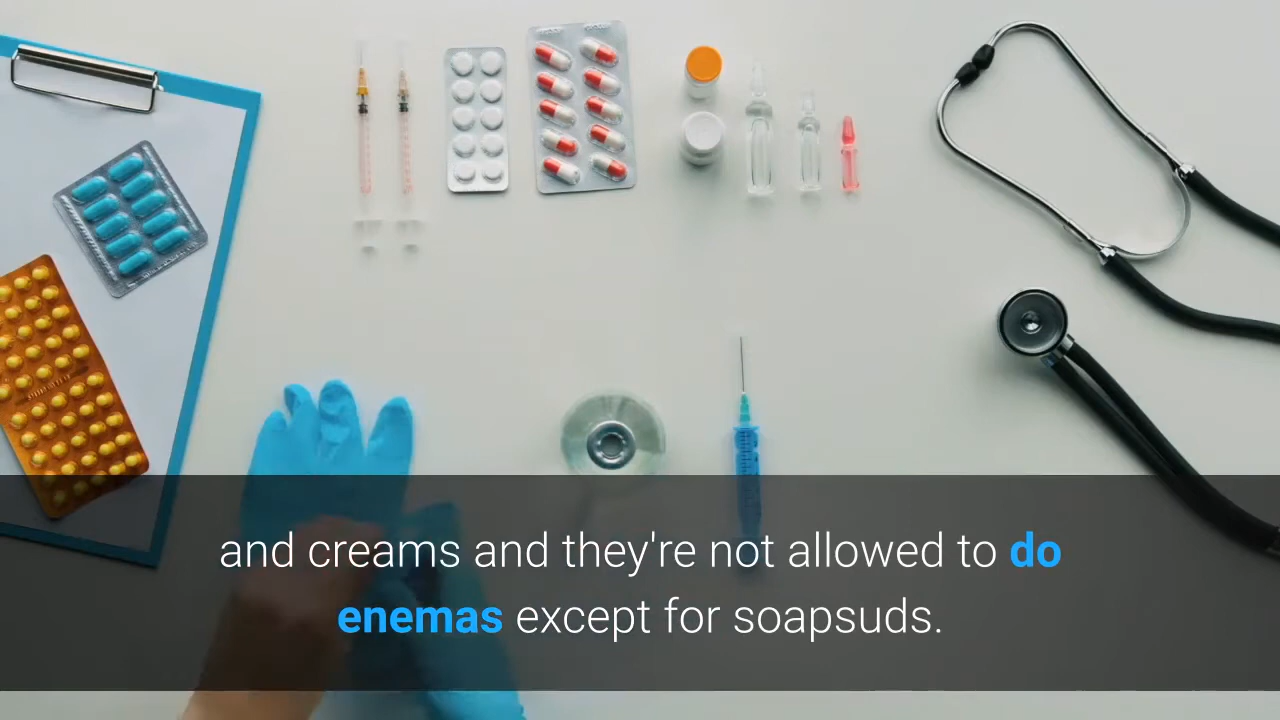 and creams and they're not allowed to do
enemas except for soapsuds.